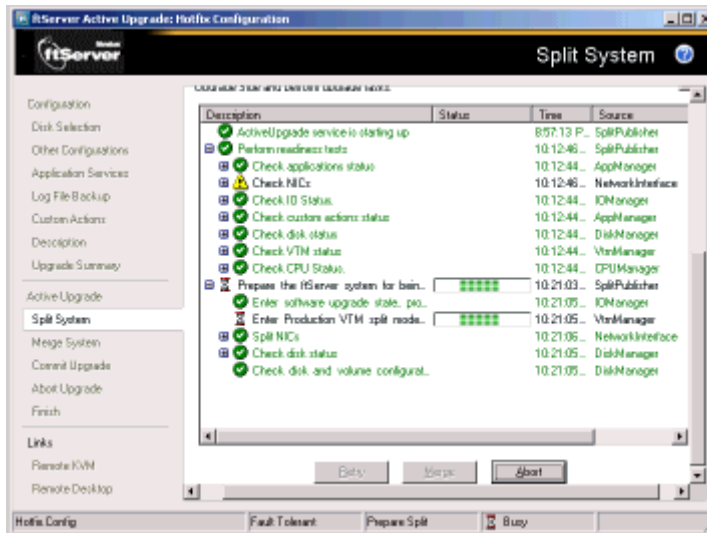 ftServer Active Upgrade: Hotfix Configuration
Stratus
ftServer
Split System
Upgrade Side and perform upgrade tasks.
Configuration
Disk Selection
Other Configurations
Application Services
Log File Backup
Custom Actions
Description
Upgrade Summary
Active Upgrade
Split System
Merge System
Commit Upgrade
Abort Upgrade
Finish
Links
Remote KVM
Remote Desktop
Description Status Time Source
ActiveUpgrade service is starting up 8:57:13 P... SplitPublisher
Perform readiness tests 10:12:46... SplitPublisher
Check applications status 10:12:44... AppManager
Check NICs 10:12:46... NetworkInterface
Check IO Status. 10:12:44... IOManager
Check custom actions status 10:12:44... AppManager
Check disk status 10:12:44... DiskManager
Check VTM status 10:12:44... VtmManager
Check CPU Status. 10:12:44... CPUManager
Prepare the ftServer system for bein... 10:21:03... SplitPublisher
Enter software upgrade state, pro... 10:21:05... IOManager
Enter Production VTM split mode... 10:21:05... VtmManager
Split NICs 10:21:06... NetworkInterface
Check disk status 10:21:05... DiskManager
Check disk and volume configurat... 10:21:05... DiskManager
Retry Merge Abort
Hotfix Config Fault Tolerant Prepare Split Busy